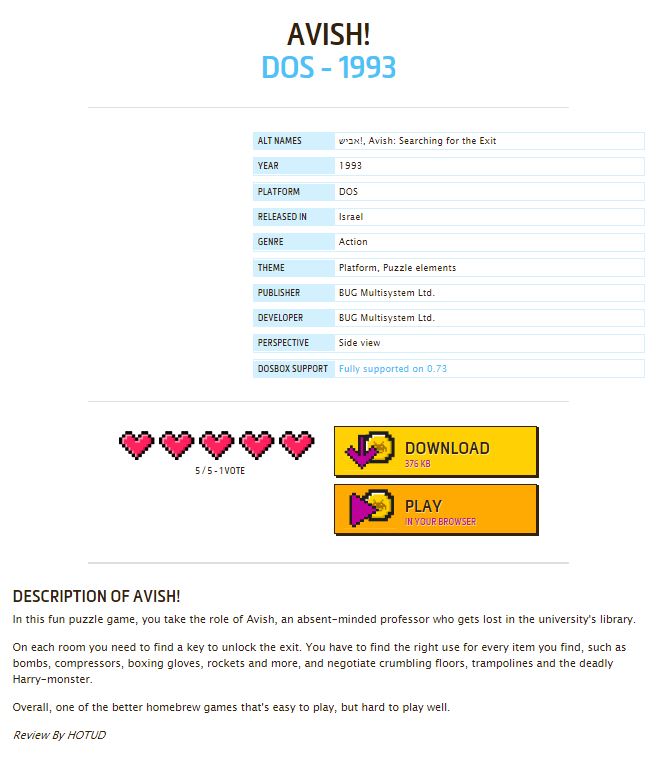 AVISH!
DOS - 1993
ALT NAMES אביש!, Avish: Searching for the Exit
YEAR 1993
PLATFORM DOS
RELEASED IN Israel
GENRE Action
THEME Platform, Puzzle elements
PUBLISHER BUG Multisystem Ltd.
DEVELOPER BUG Multisystem Ltd.
PERSPECTIVE Side view
DOSBOX SUPPORT Fully supported on 0.73
5 / 5 - 1 VOTE
DOWNLOAD
376 KB
PLAY
IN YOUR BROWSER
DESCRIPTION OF AVISH!
In this fun puzzle game, you take the role of Avish, an absent-minded professor who gets lost in the university's library.
On each room you need to find a key to unlock the exit. You have to find the right use for every item you find, such as
bombs, compressors, boxing gloves, rockets and more, and negotiate crumbling floors, trampolines and the deadly
Harry-monster.
Overall, one of the better homebrew games that's easy to play, but hard to play well.
Review By HOTUD